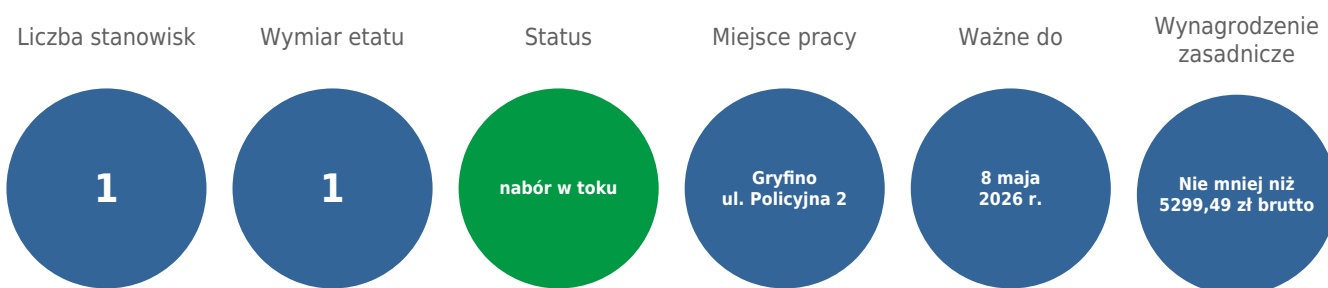 Liczba stanowisk
1
Wymiar etatu
1
Status
nabór w toku
Miejsce pracy
Gryfino
ul. Policyjna 2
Ważne do
8 maja
2026 r.
Wynagrodzenie
zasadnicze
Nie mniej niż
5299,49 zł brutto